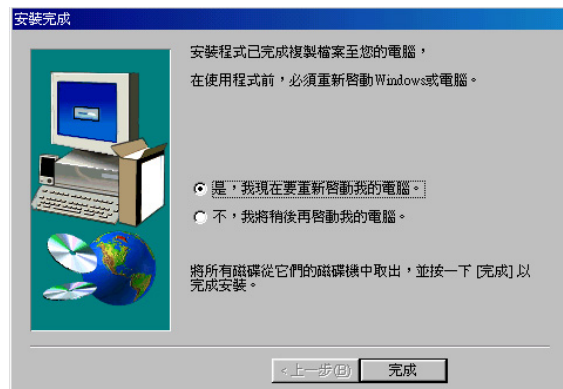 安裝完成
安裝程式已完成複製檔案至您的電腦，
在使用程式前，必須重新啟動Windows或電腦。
是，我現在要重新啟動我的電腦。
不，我將稍後再啟動我的電腦。
將所有磁碟從它們的磁碟機中取出，並按一下 [完成] 以
完成安裝。
<上一步(B)
完成